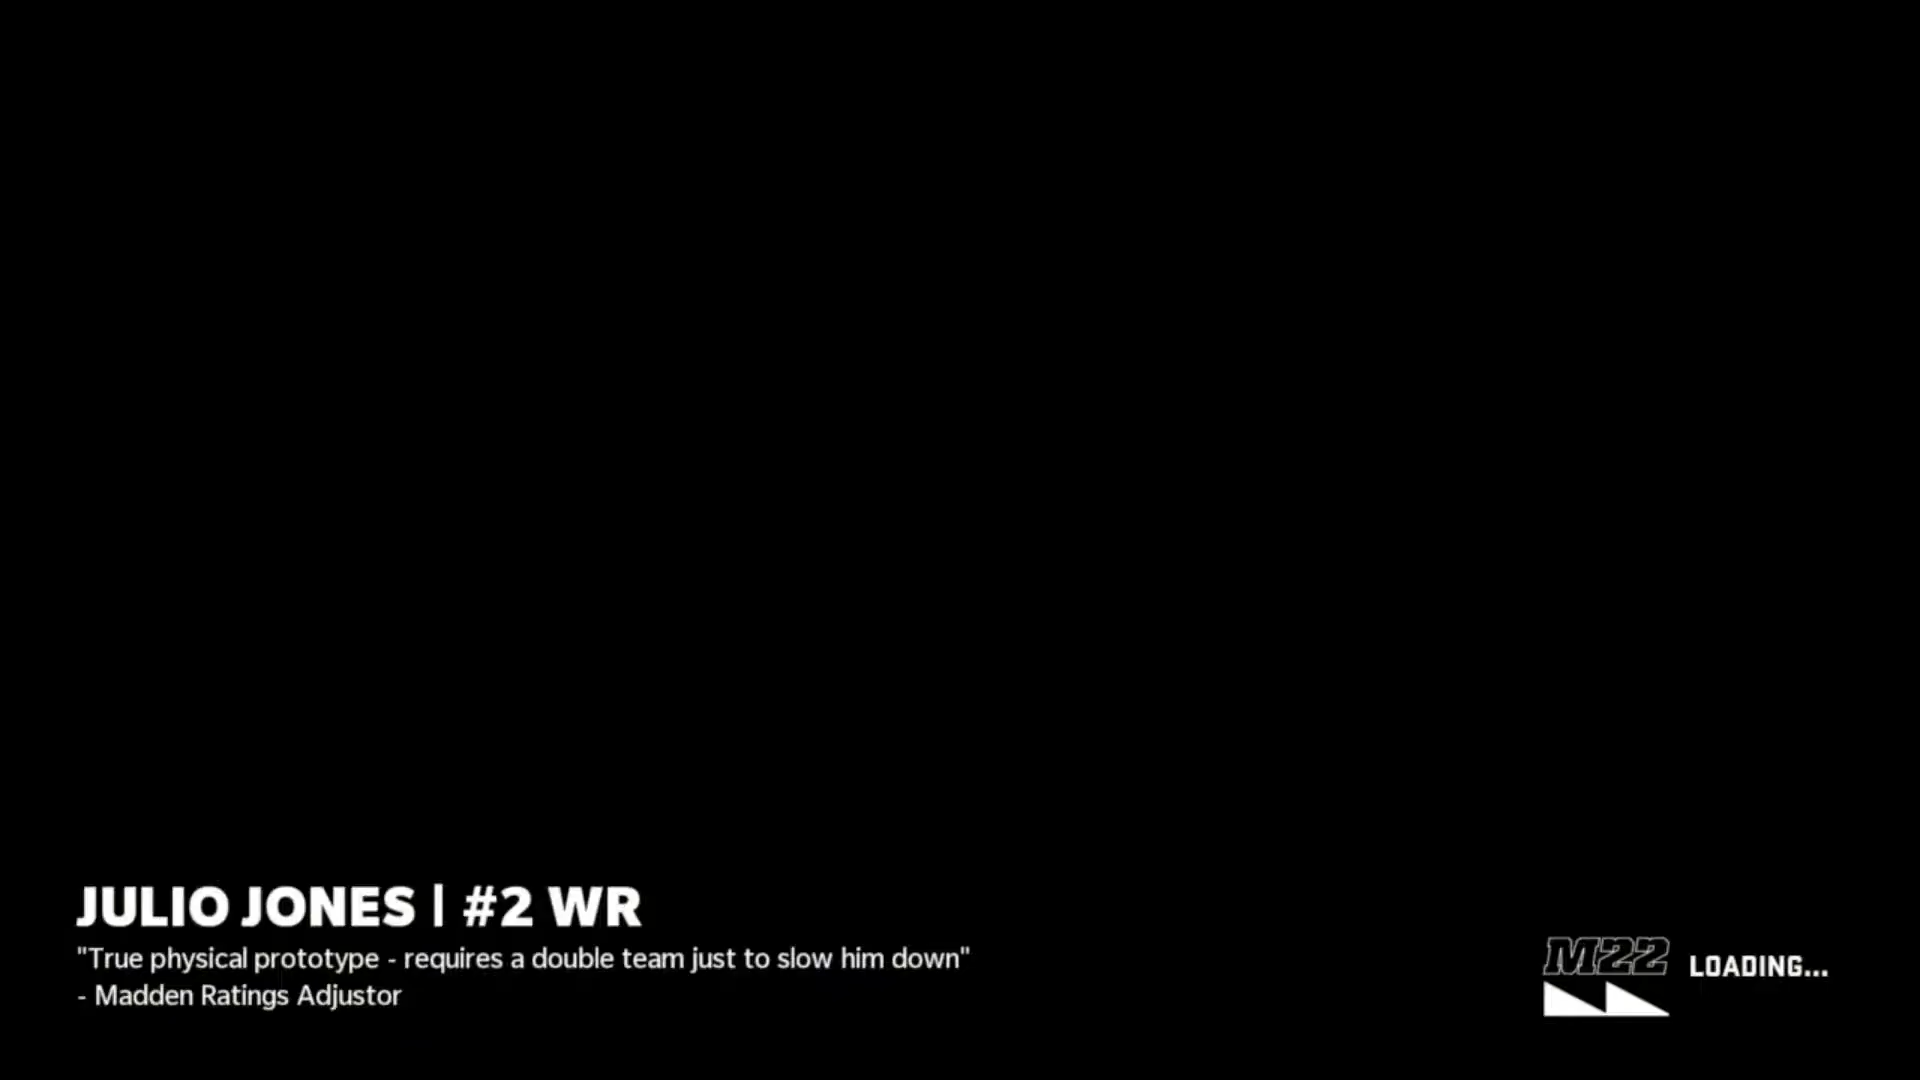 JULIO JONES | #2 WR
"True physical prototype - requires a double team just to slow him down"
- Madden Ratings Adjustor
M22
LOADING...